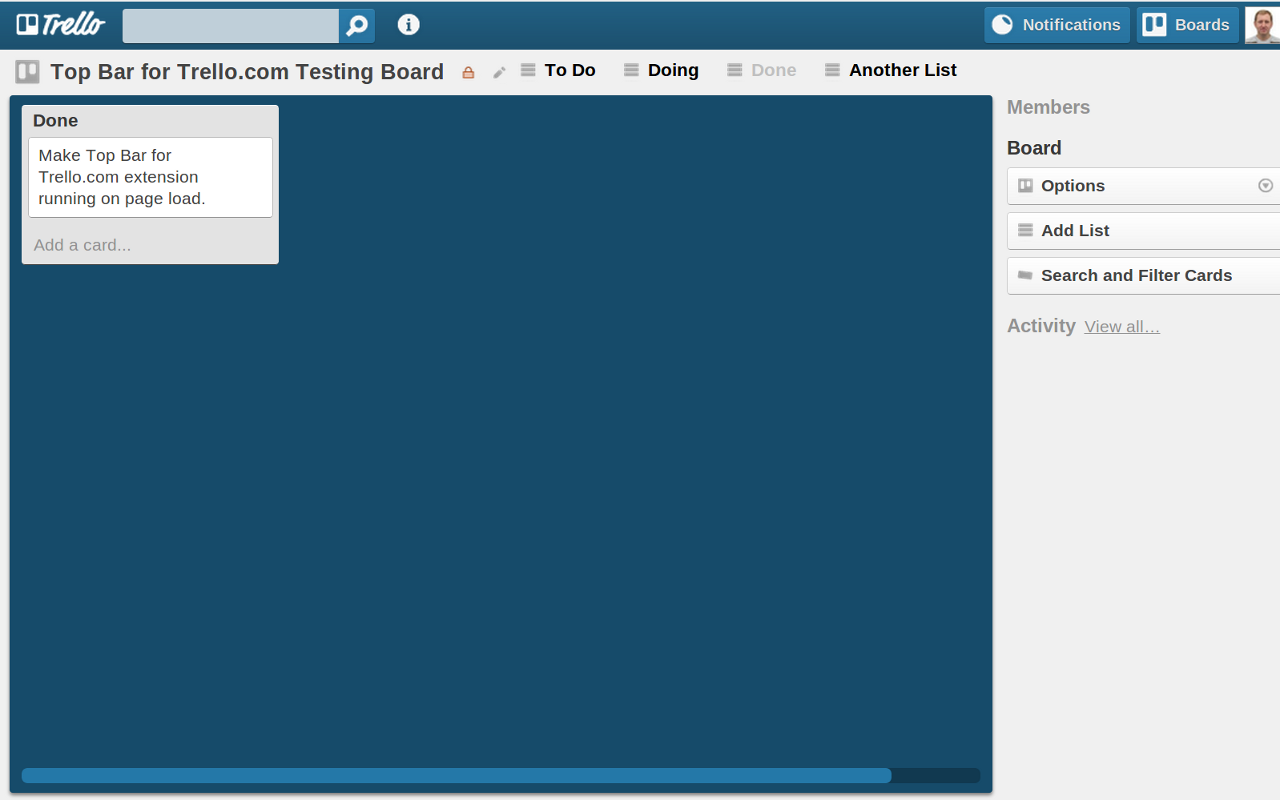 Trello
Notifications
Boards
Top Bar for Trello.com Testing Board
To Do
Doing
Done
Another List
Done
Make Top Bar for
Trello.com extension
running on page load.
Add a card...
Members
Board
Options
Add List
Search and Filter Cards
Activity View all…